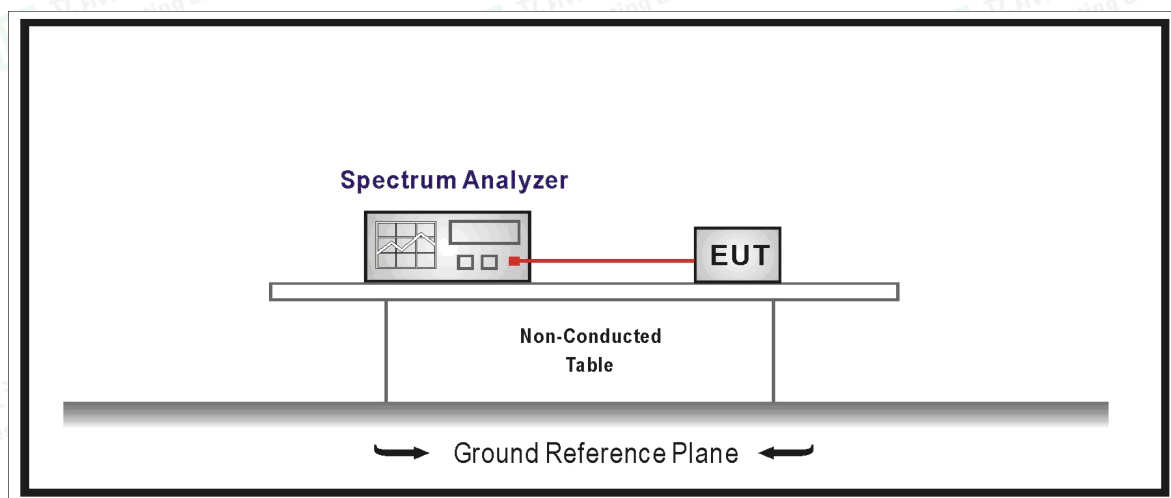 Spectrum Analyzer
EUT
Non-Conducted
Table
Ground Reference Plane